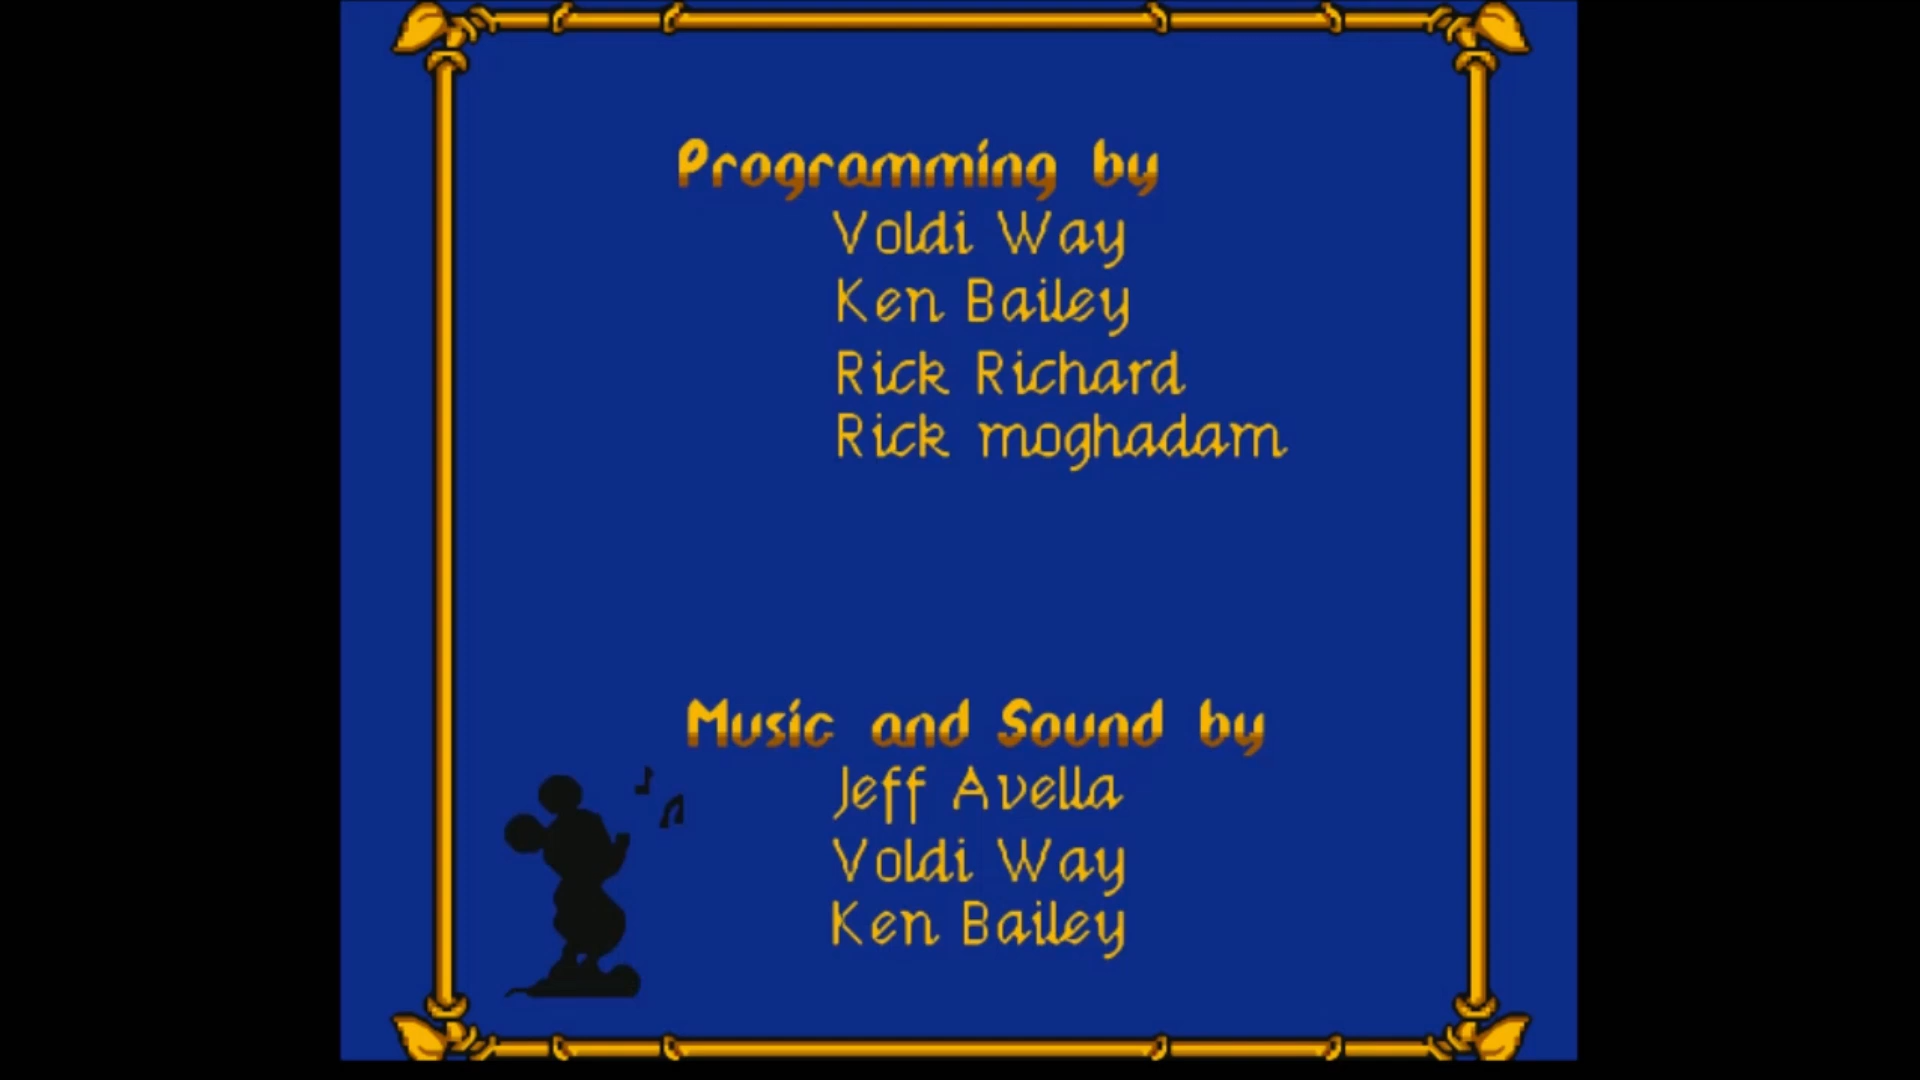 Programming by
Voldi Way
Ken Bailey
Rick Richard
Rick moghadam
Music and Sound by
Jeff Avella
Voldi Way
Ken Bailey